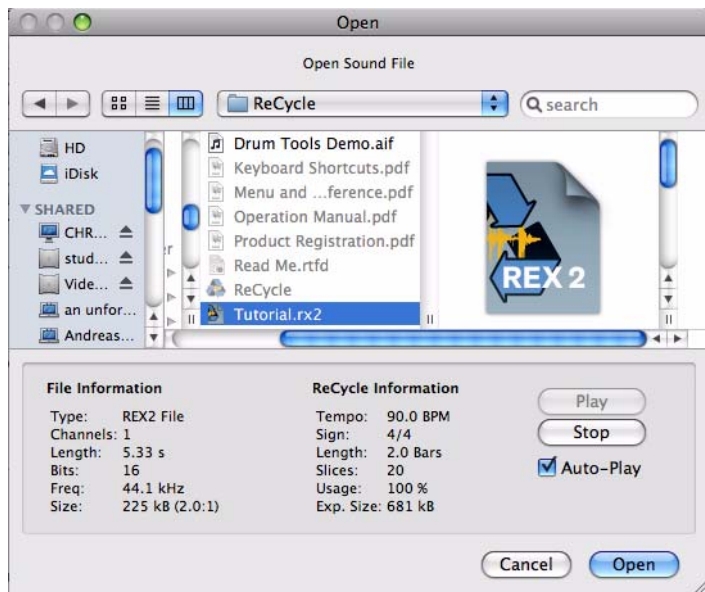 Open
Open Sound File
ReCycle
search
HD
iDisk
SHARED
CHR...
stud...
Vide...
an unfor...
Andreas...
Drum Tools Demo.aif
Keyboard Shortcuts.pdf
Menu and ...ference.pdf
Operation Manual.pdf
Product Registration.pdf
Read Me.rtfd
ReCycle
Tutorial.rx2
REX 2
File Information
Type: REX2 File
Channels: 1
Length: 5.33 s
Bits: 16
Freq: 44.1 kHz
Size: 225 kB (2.0:1)
ReCycle Information
Tempo: 90.0 BPM
Sign: 4/4
Length: 2.0 Bars
Slices: 20
Usage: 100 %
Exp. Size: 681 kB
Play
Stop
Auto-Play
Cancel
Open